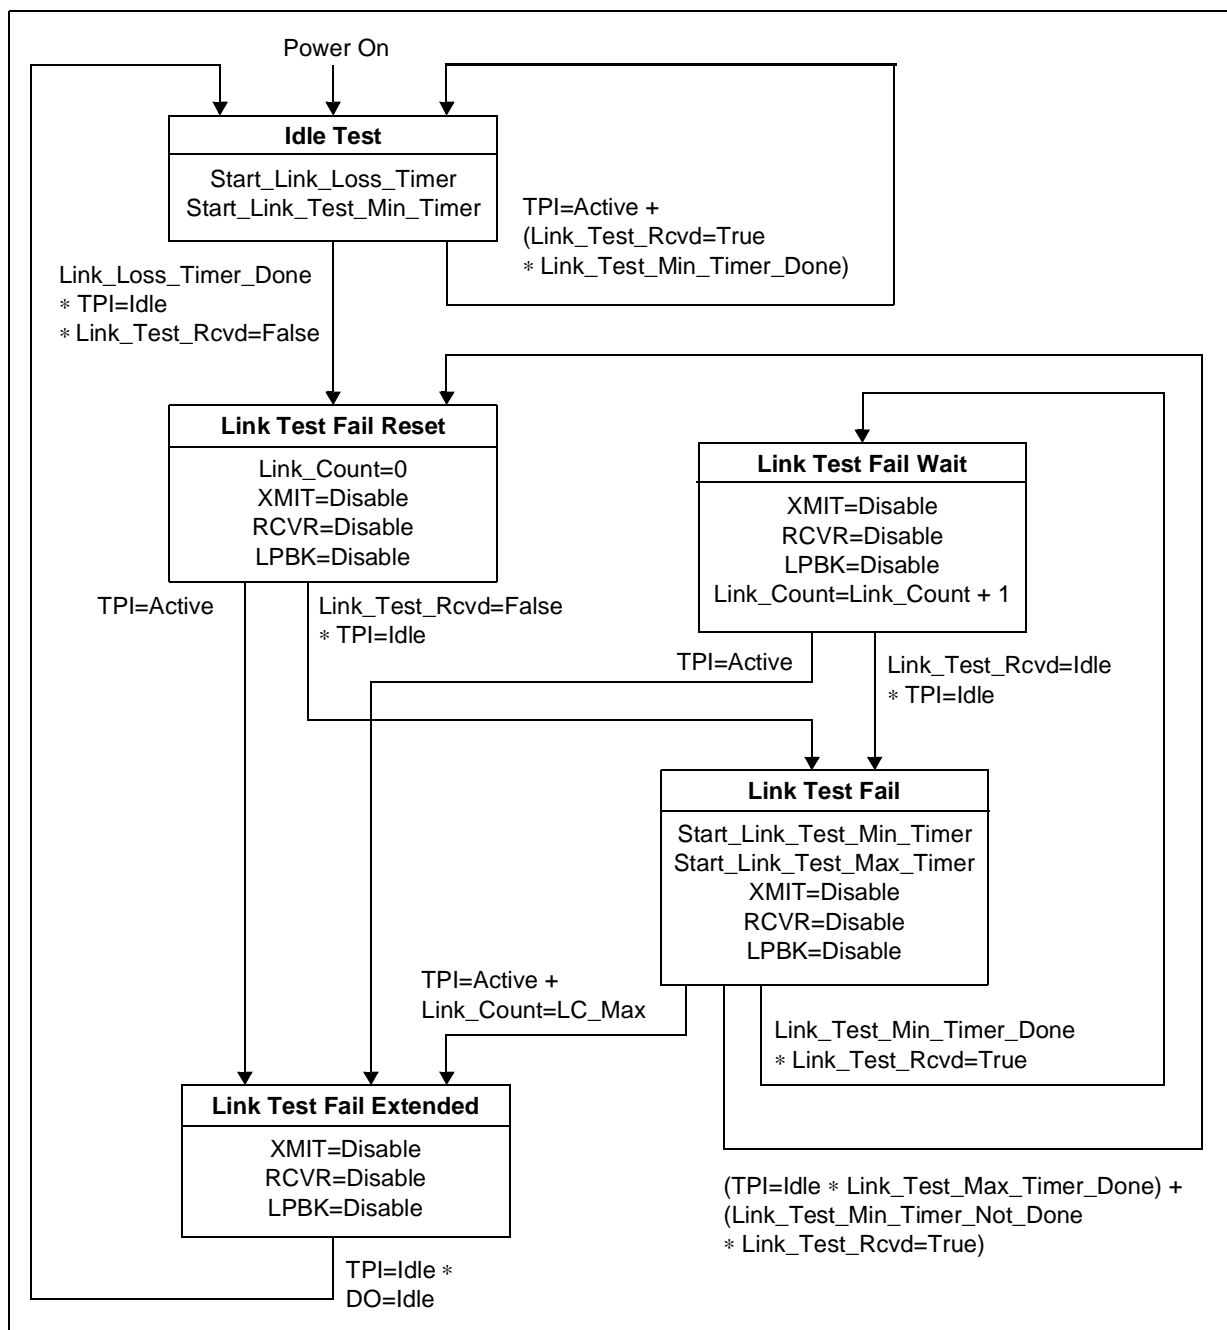 Power On
Idle Test
Start_Link_Loss_Timer
Start_Link_Test_Min_Timer
TPI=Active +
(Link_Test_Rcvd=True
* Link_Test_Min_Timer_Done)
Link_Loss_Timer_Done
* TPI=Idle
* Link_Test_Rcvd=False
Link Test Fail Reset
Link_Count=0
XMIT=Disable
RCVR=Disable
LPBK=Disable
Link Test Fail Wait
XMIT=Disable
RCVR=Disable
LPBK=Disable
Link_Count=Link_Count + 1
TPI=Active
Link_Test_Rcvd=False
* TPI=Idle
TPI=Active
Link_Test_Rcvd=Idle
* TPI=Idle
Link Test Fail
Start_Link_Test_Min_Timer
Start_Link_Test_Max_Timer
XMIT=Disable
RCVR=Disable
LPBK=Disable
TPI=Active +
Link_Count=LC_Max
Link_Test_Min_Timer_Done
* Link_Test_Rcvd=True
Link Test Fail Extended
XMIT=Disable
RCVR=Disable
LPBK=Disable
(TPI=Idle * Link_Test_Max_Timer_Done) +
(Link_Test_Min_Timer_Not_Done
* Link_Test_Rcvd=True)
TPI=Idle *
DO=Idle